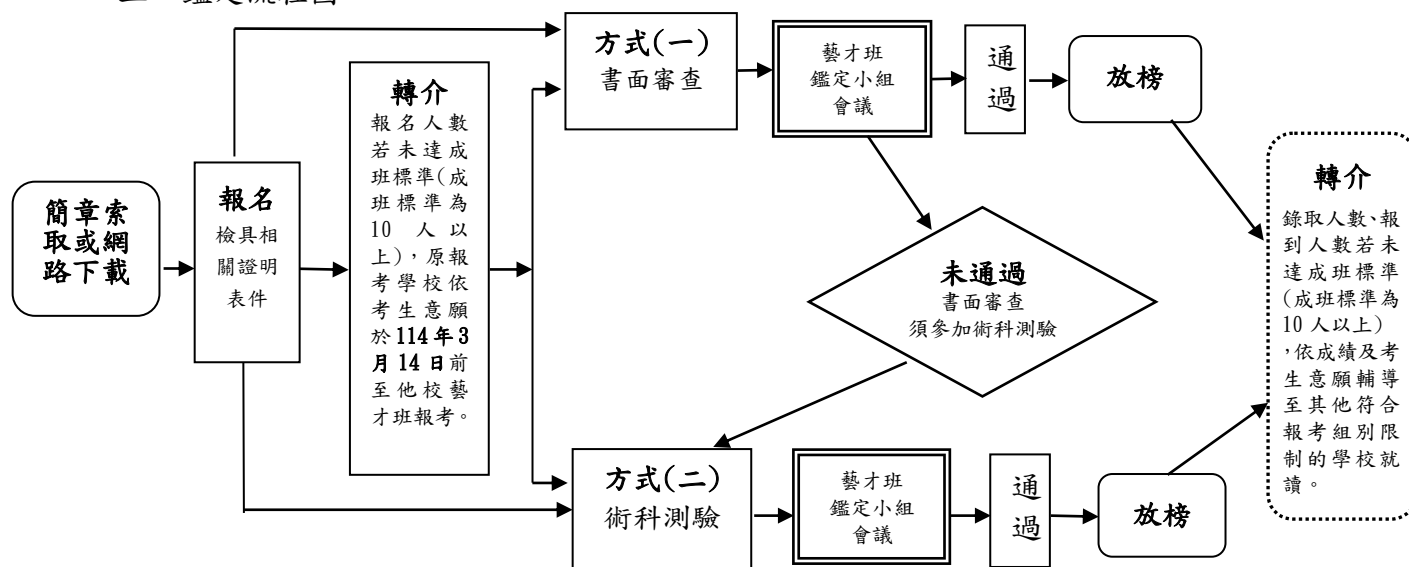 簡章索
取或網
路下載
報名
檢具相
關證明
表件
轉介
報名人數
若未達成
班標準(成
班標準為
10 人以
上)，原報
考學校依
考生意願
於114年3
月14日前
至他校藝
才班報考。
方式(一)
書面審查
藝才班
鑑定小組
會議
通
過
放榜
未通過
書面審查
須參加術科測驗
方式(二)
術科測驗
藝才班
鑑定小組
會議
通
過
放榜
轉介
錄取人數、報
到人數若未
達成班標準
(成班標準為
10人以上)
，依成績及考
生意願輔導
至其他符合
報考組別限
制的學校就
讀。